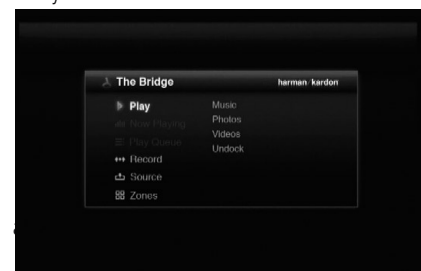 The Bridge
harman/kardon
Play
Now Playing
Play Queue
Record
Source
Zones
Music
Photos
Videos
Undock